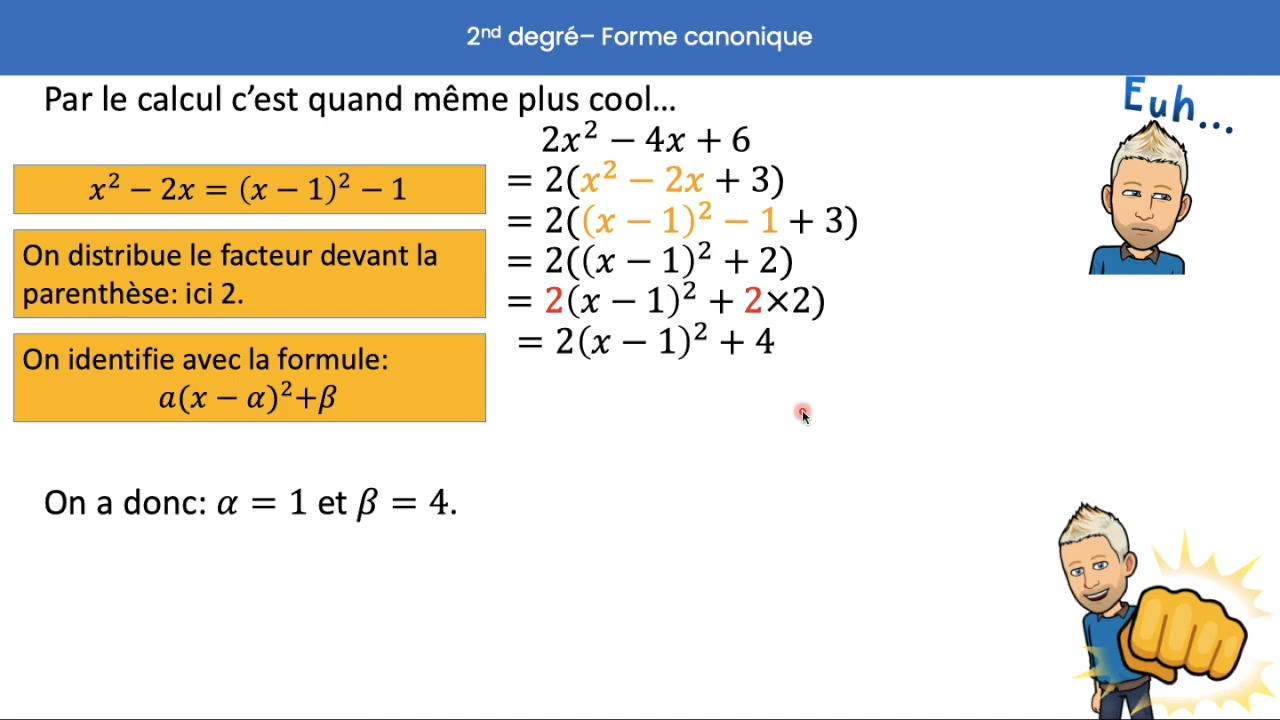 2nd degré– Forme canonique
Par le calcul c’est quand même plus cool…
Euh...
2x² − 4x + 6
x² − 2x = (x − 1)² − 1
= 2(x² − 2x + 3)
= 2((x − 1)² − 1 + 3)
On distribue le facteur devant la
parenthèse: ici 2.
= 2((x − 1)² + 2)
= 2(x − 1)² + 2×2)
= 2(x − 1)² + 4
On identifie avec la formule:
a(x − α)²+β
On a donc: α = 1 et β = 4.